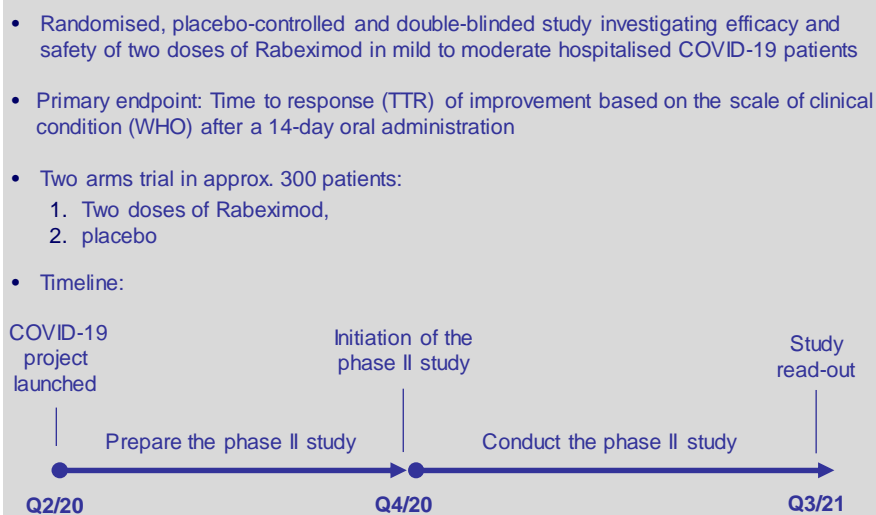 • Randomised, placebo-controlled and double-blinded study investigating efficacy and
safety of two doses of Rabeximod in mild to moderate hospitalised COVID-19 patients
• Primary endpoint: Time to response (TTR) of improvement based on the scale of clinical
condition (WHO) after a 14-day oral administration
• Two arms trial in approx. 300 patients:
1. Two doses of Rabeximod,
2. placebo
• Timeline:
COVID-19
project
launched
Initiation of the
phase II study
Study
read-out
Prepare the phase II study
Conduct the phase II study
Q2/20
Q4/20
Q3/21